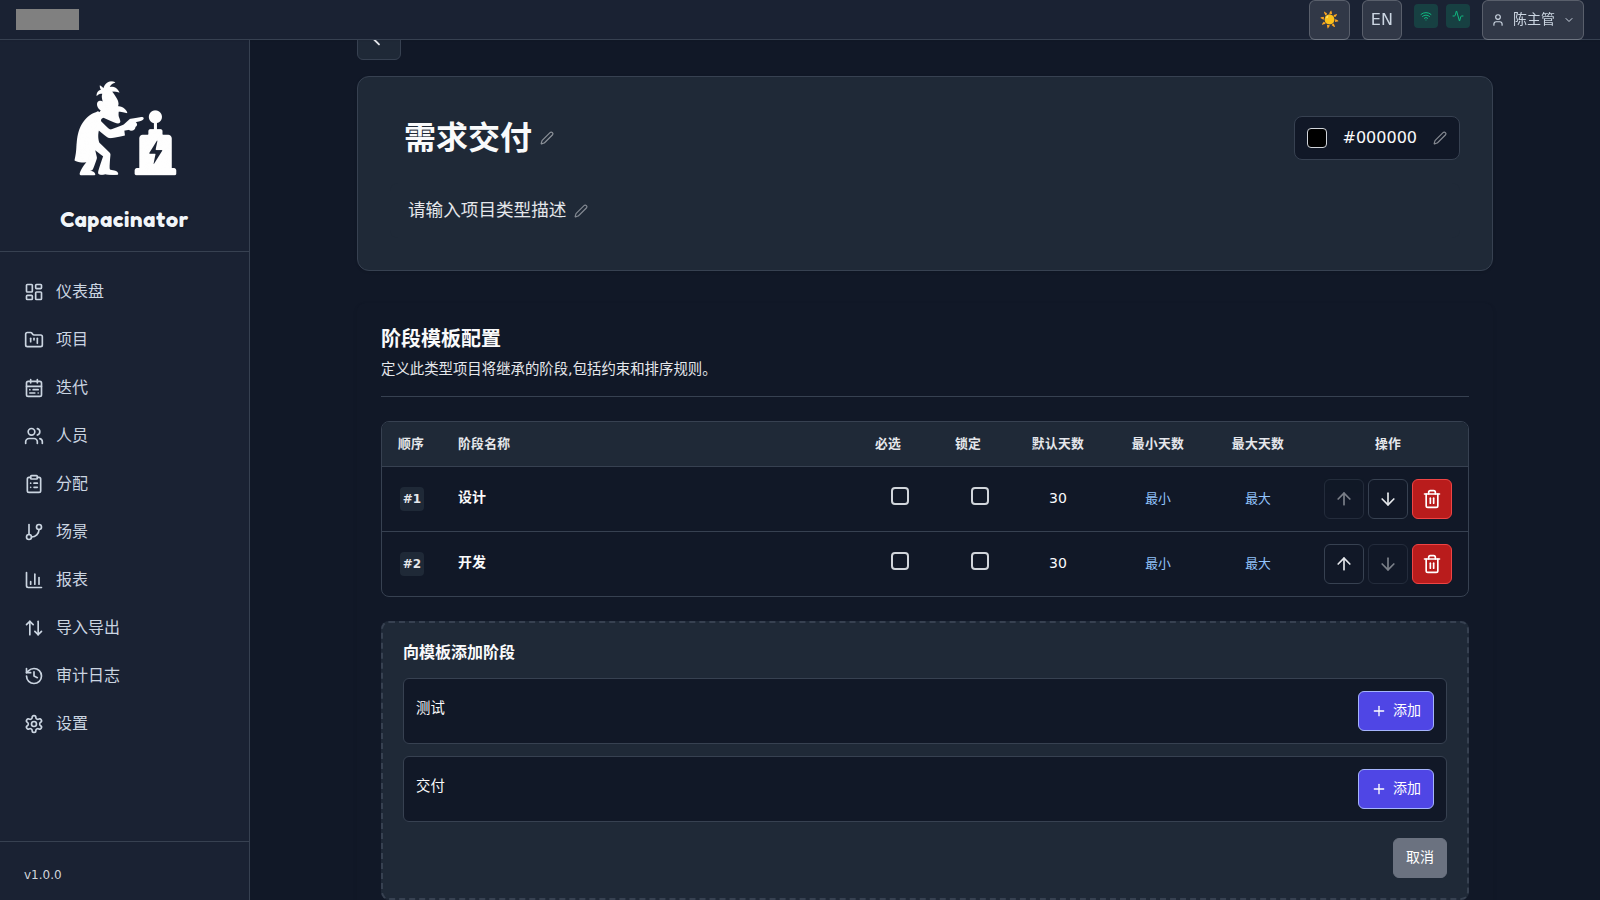 EN
陈主管
Capacinator
仪表盘
项目
迭代
人员
分配
场景
报表
导入导出
审计日志
设置
v1.0.0
需求交付
#000000
请输入项目类型描述
阶段模板配置
定义此类型项目将继承的阶段,包括约束和排序规则。
顺序 阶段名称 必选 锁定 默认天数 最小天数 最大天数 操作
#1 设计 30 最小 最大
#2 开发 30 最小 最大
向模板添加阶段
测试 添加
交付 添加
取消